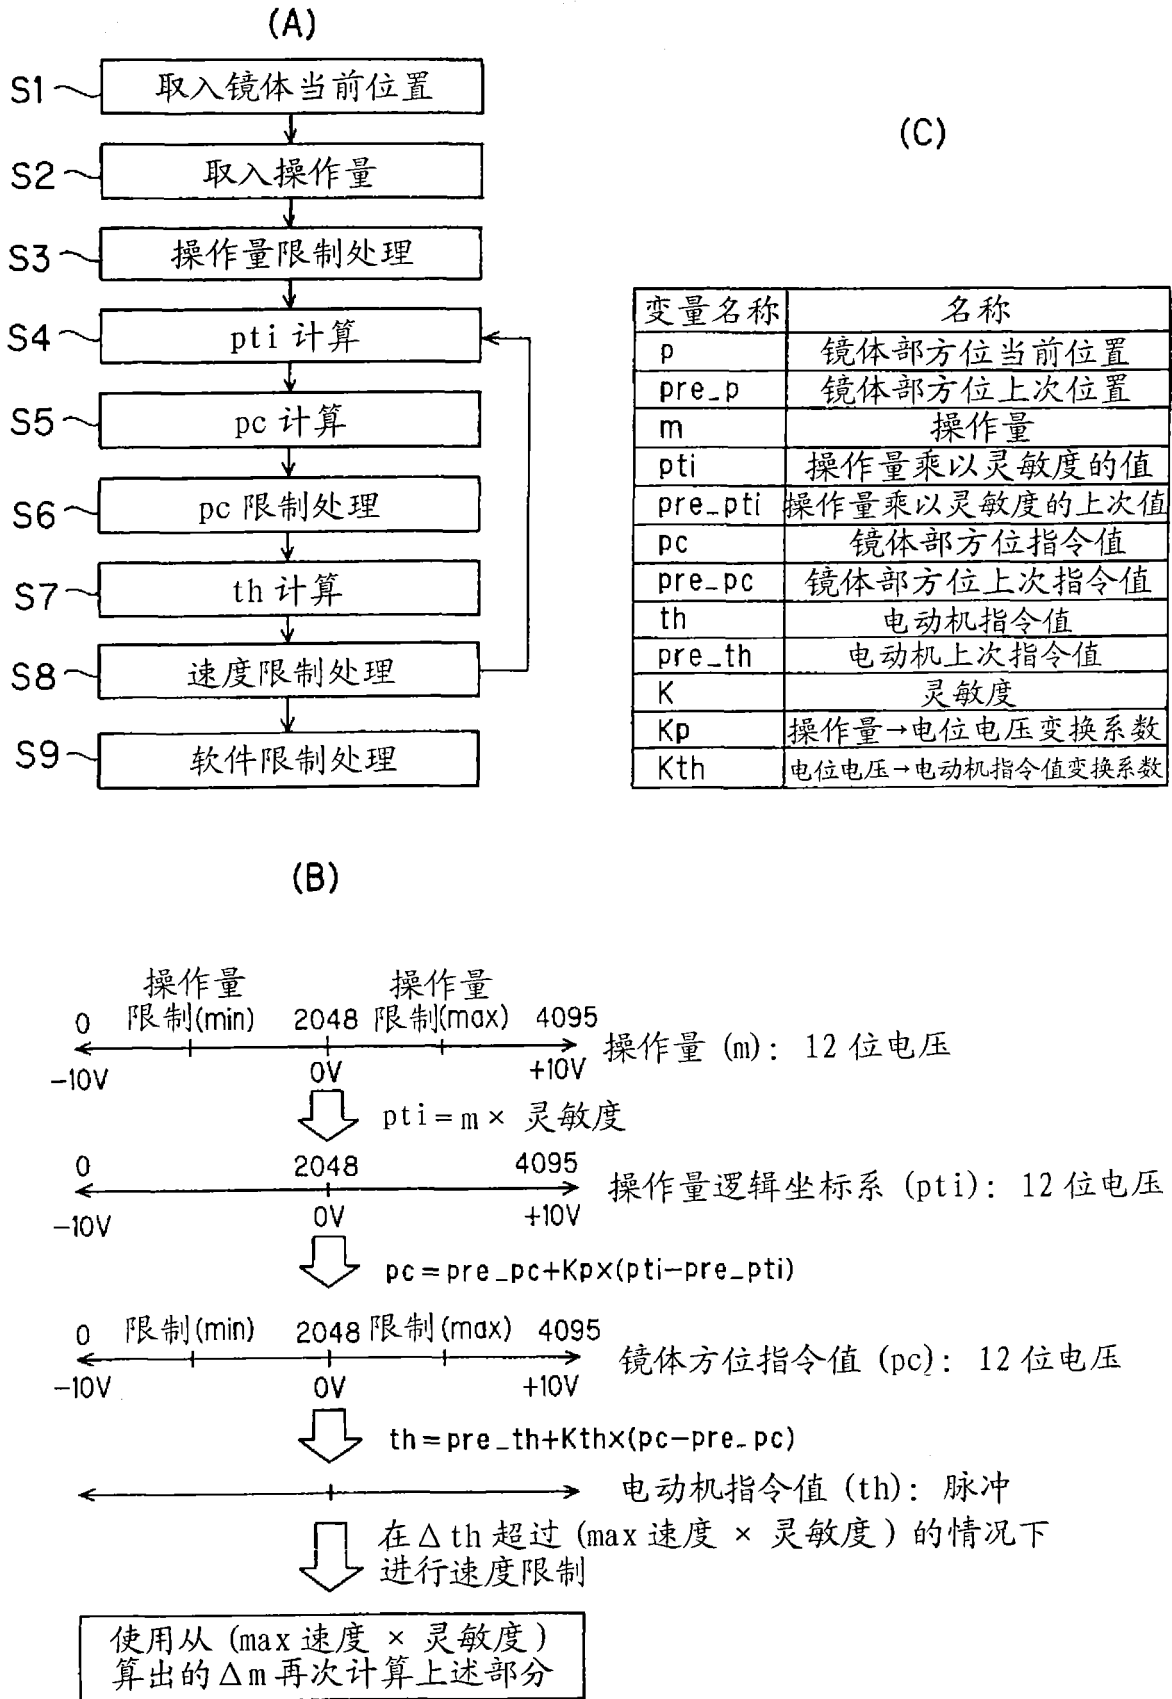 (A)
S1 取入镜体当前位置
S2 取入操作量
S3 操作量限制处理
S4 pti 计算
S5 pc 计算
S6 pc 限制处理
S7 th 计算
S8 速度限制处理
S9 软件限制处理
(C)
变量名称 名称
p 镜体部方位当前位置
pre_p 镜体部方位上次位置
m 操作量
pti 操作量乘以灵敏度的值
pre_pti 操作量乘以灵敏度的上次值
pc 镜体部方位指令值
pre_pc 镜体部方位上次指令值
th 电动机指令值
pre_th 电动机上次指令值
K 灵敏度
Kp 操作量→电位电压变换系数
Kth 电位电压→电动机指令值变换系数
(B)
操作量 操作量
0 限制(min) 2048 限制(max) 4095
操作量 (m): 12 位电压
-10V 0V +10V
pti=m× 灵敏度
0 2048 4095
操作量逻辑坐标系 (pti): 12 位电压
-10V 0V +10V
pc=pre_pc+Kp×(pti-pre_pti)
0 限制(min) 2048 限制(max) 4095
镜体方位指令值 (pc): 12 位电压
-10V 0V +10V
th=pre_th+Kth×(pc-pre_pc)
电动机指令值 (th): 脉冲
在 Δth 超过 (max 速度 × 灵敏度) 的情况下
进行速度限制
使用从 (max 速度 × 灵敏度)
算出的 Δm 再次计算上述部分